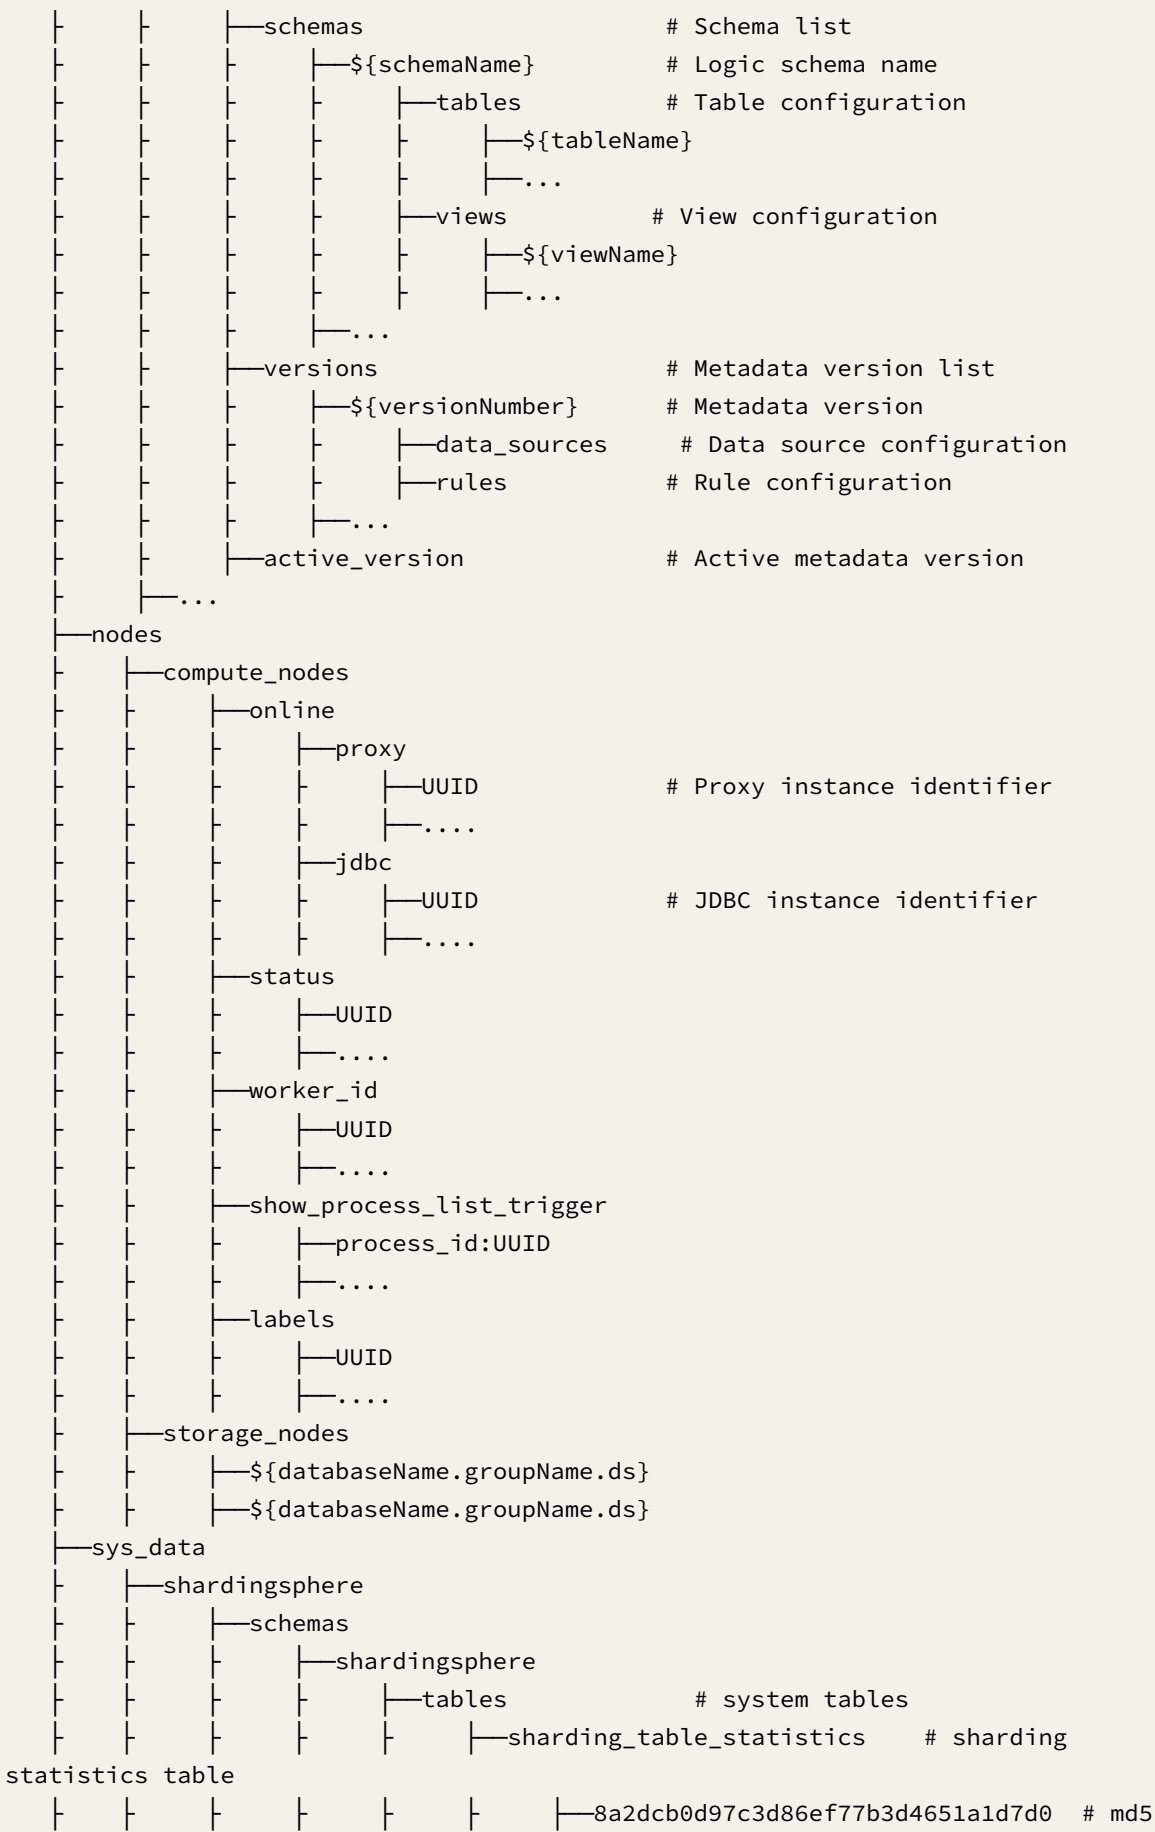 ├ ├ ├──schemas # Schema list
├ ├ ├ ├──${schemaName} # Logic schema name
├ ├ ├ ├ ├──tables # Table configuration
├ ├ ├ ├ ├ ├──${tableName}
├ ├ ├ ├ ├ ├──...
├ ├ ├ ├ ├──views # View configuration
├ ├ ├ ├ ├ ├──${viewName}
├ ├ ├ ├ ├ ├──...
├ ├ ├ ├──...
├ ├ ├──versions # Metadata version list
├ ├ ├ ├──${versionNumber} # Metadata version
├ ├ ├ ├ ├──data_sources # Data source configuration
├ ├ ├ ├ ├──rules # Rule configuration
├ ├ ├ ├──...
├ ├ ├──active_version # Active metadata version
├ ├──...
├──nodes
├ ├──compute_nodes
├ ├ ├──online
├ ├ ├ ├──proxy
├ ├ ├ ├ ├──UUID # Proxy instance identifier
├ ├ ├ ├ ├──....
├ ├ ├ ├──jdbc
├ ├ ├ ├ ├──UUID # JDBC instance identifier
├ ├ ├ ├ ├──....
├ ├ ├──status
├ ├ ├ ├──UUID
├ ├ ├ ├──....
├ ├ ├──worker_id
├ ├ ├ ├──UUID
├ ├ ├ ├──....
├ ├ ├──show_process_list_trigger
├ ├ ├ ├──process_id:UUID
├ ├ ├ ├──....
├ ├ ├──labels
├ ├ ├ ├──UUID
├ ├ ├ ├──....
├ ├──storage_nodes
├ ├ ├──${databaseName.groupName.ds}
├ ├ ├──${databaseName.groupName.ds}
├──sys_data
├ ├──shardingsphere
├ ├ ├──schemas
├ ├ ├ ├──shardingsphere
├ ├ ├ ├ ├──tables # system tables
├ ├ ├ ├ ├ ├──sharding_table_statistics # sharding
statistics table
├ ├ ├ ├ ├ ├ ├──8a2dcb0d97c3d86ef77b3d4651a1d7d0 # md5